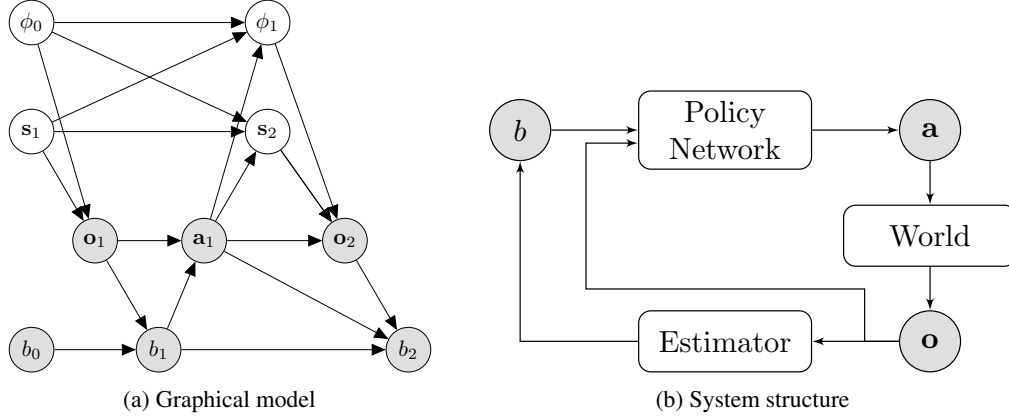 ϕ₀ ϕ₁
s₁ s₂
o₁ a₁ o₂
b₀ b₁ b₂
(a) Graphical model
b
Policy
Network
a
World
Estimator
o
(b) System structure